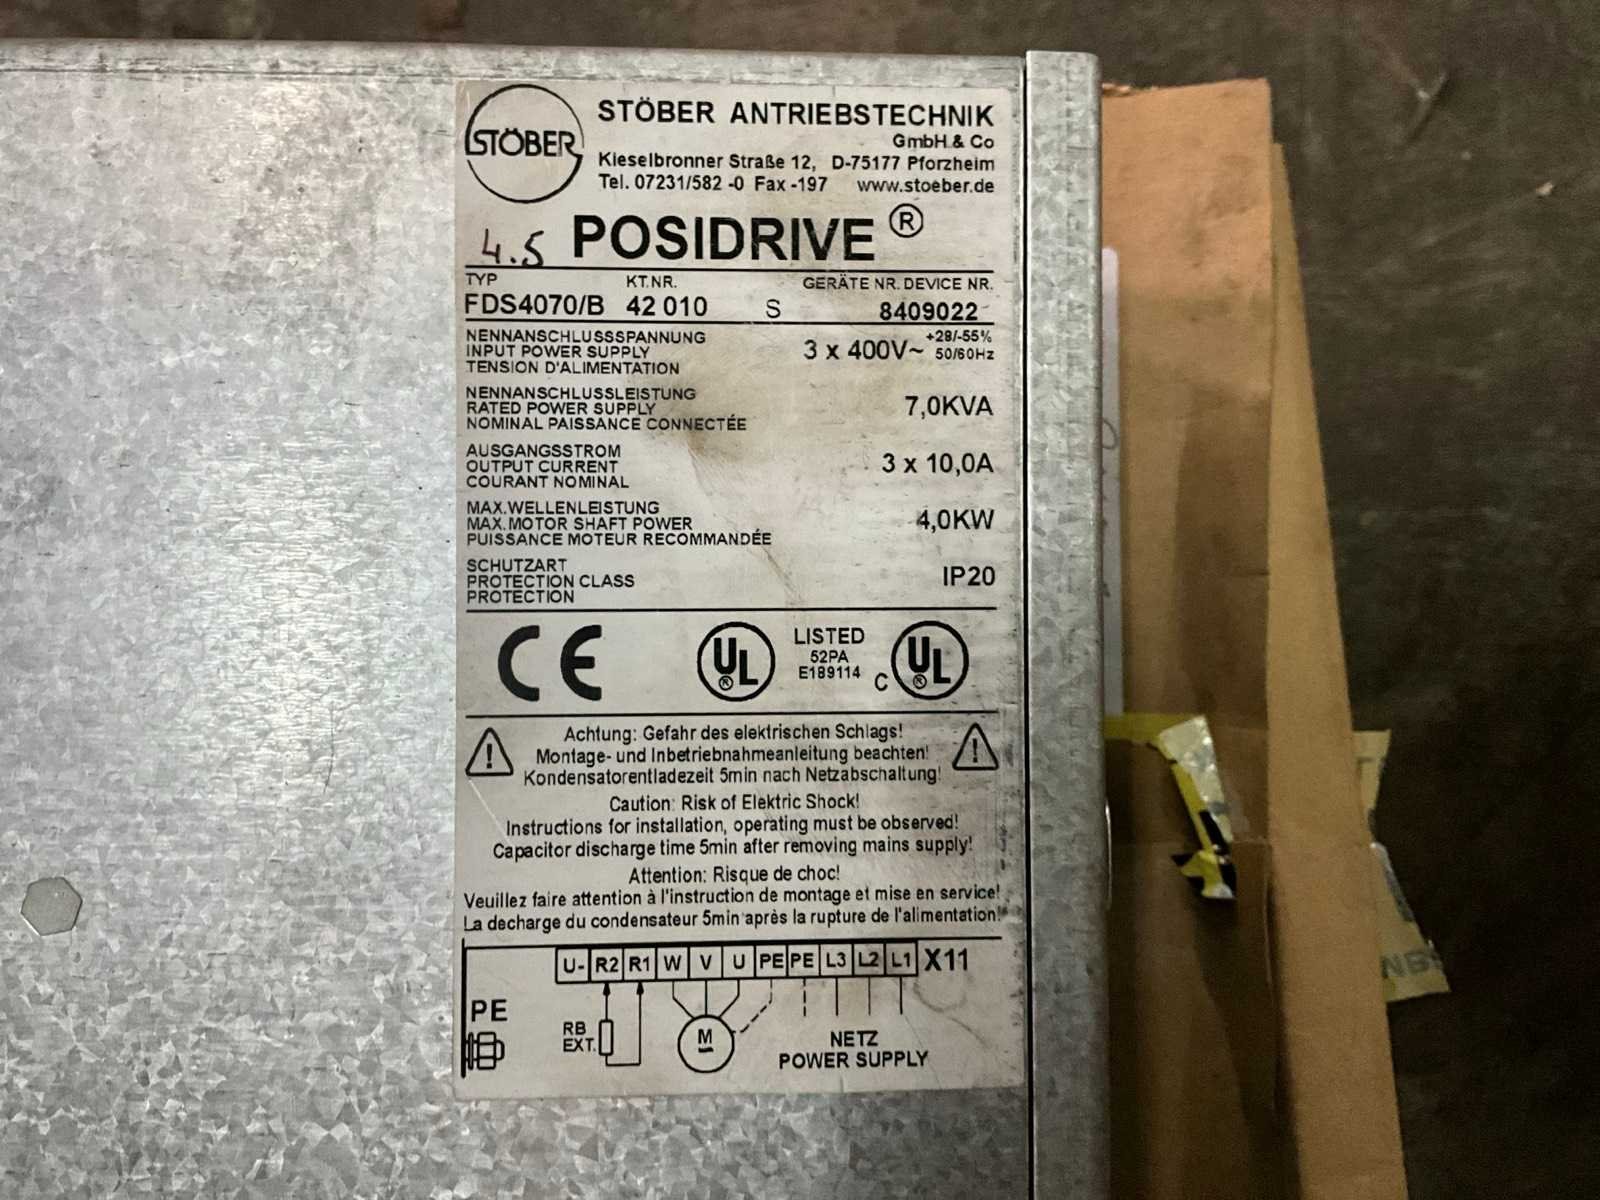 STÖBER
STÖBER ANTRIEBSTECHNIK
GmbH & Co
Kieselbronner Straße 12, D-75177 Pforzheim
Tel. 07231/582 -0 Fax -197 www.stoeber.de
4.5 POSIDRIVE ®
TYP KT.NR. GERÄTE NR. DEVICE NR.
FDS4070/B 42 010 S 8409022
NENNANSCHLUSSSPANNUNG
INPUT POWER SUPPLY
TENSION D'ALIMENTATION
3 x 400V~ +28/-55% 50/60Hz
NENNANSCHLUSSLEISTUNG
RATED POWER SUPPLY
NOMINAL PAISSANCE CONNECTÉE
7,0KVA
AUSGANGSSTROM
OUTPUT CURRENT
COURANT NOMINAL
3 x 10,0A
MAX.WELLENLEISTUNG
MAX.MOTOR SHAFT POWER
PUISSANCE MOTEUR RECOMMANDÉE
4,0KW
SCHUTZART
PROTECTION CLASS
PROTECTION
IP20
CE UL ® LISTED C UL ®
52PA
E189114
Achtung: Gefahr des elektrischen Schlags!
Montage- und Inbetriebnahmeanleitung beachten!
Kondensatorentladezeit 5min nach Netzabschaltung!
Caution: Risk of Elektric Shock!
Instructions for installation, operating must be observed!
Capacitor discharge time 5min after removing mains supply!
Attention: Risque de choc!
Veuillez faire attention à l'instruction de montage et mise en service!
La decharge du condensateur 5min après la rupture de l'alimentation!
U- R2 R1 W V U PE PE L3 L2 L1 X11
PE
RB
EXT.
M
NETZ
POWER SUPPLY